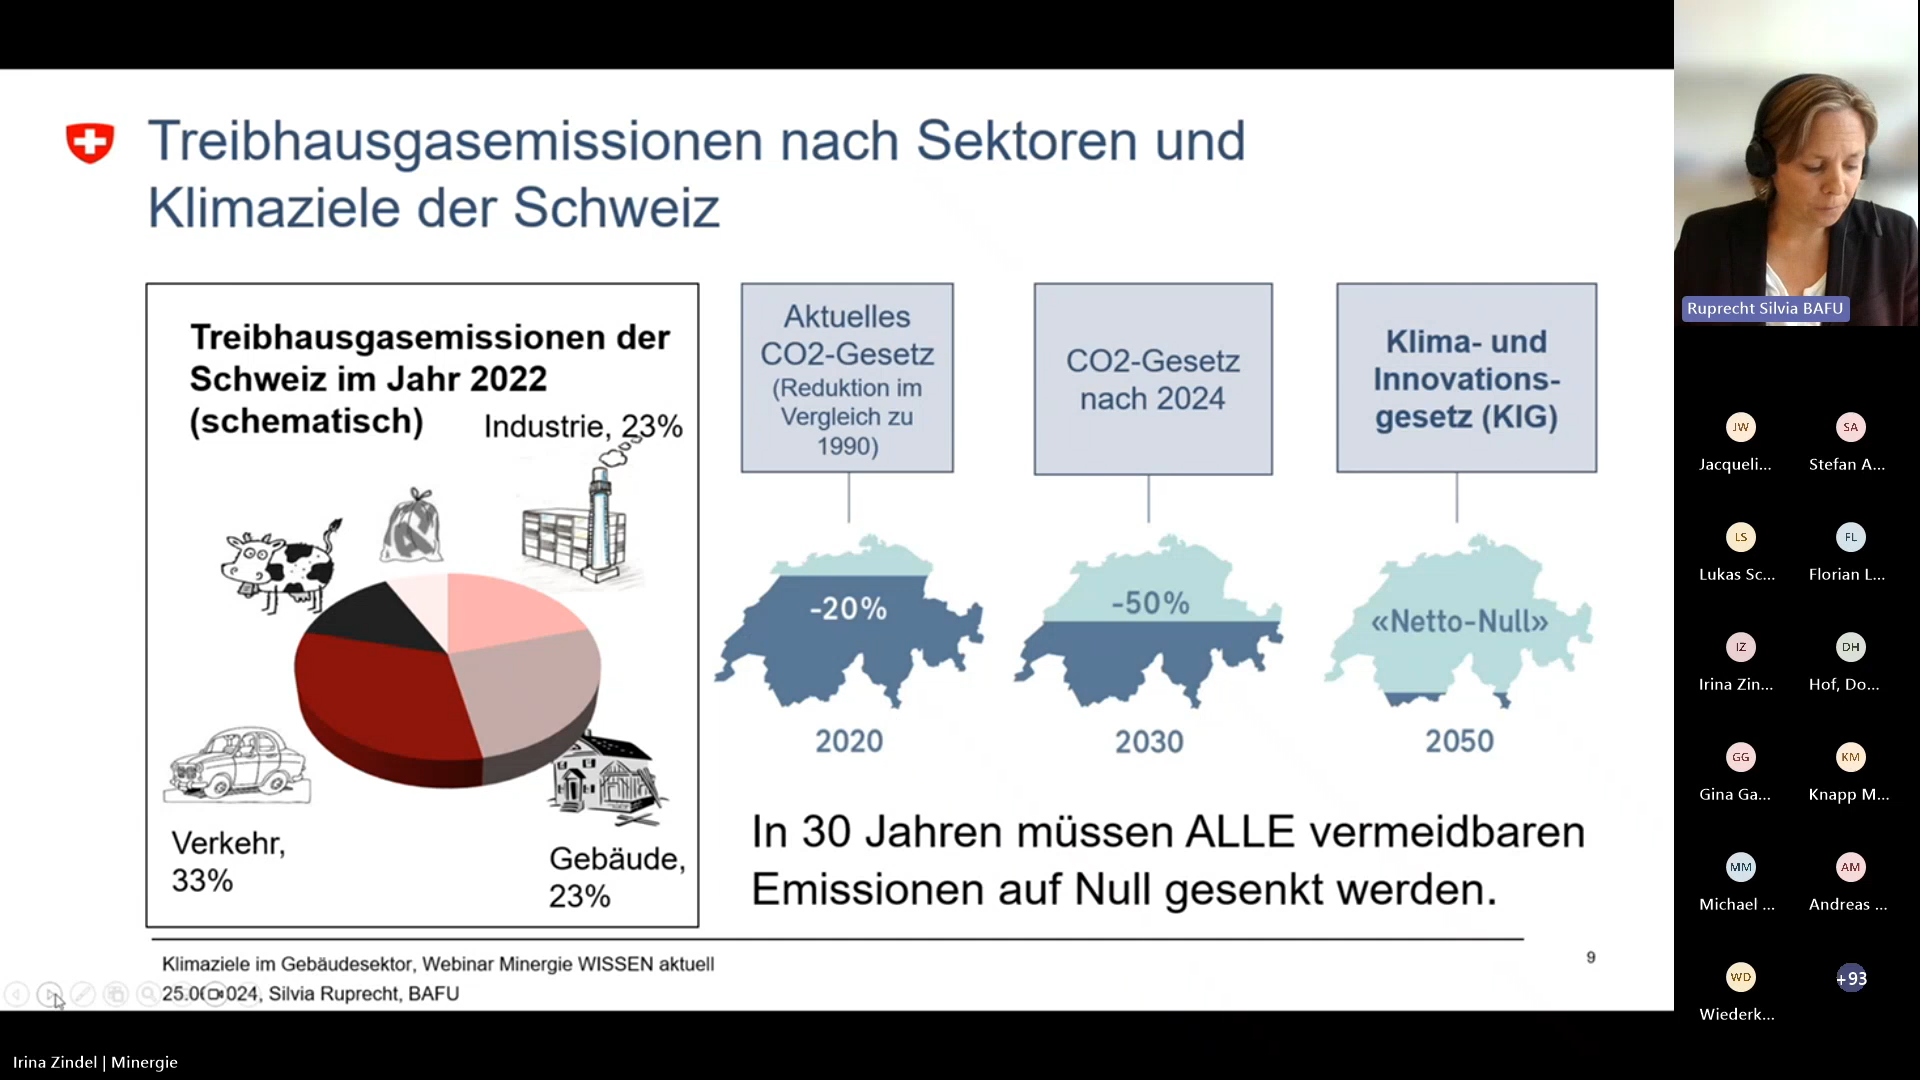 Treibhausgasemissionen nach Sektoren und
Klimaziele der Schweiz
Treibhausgasemissionen der
Schweiz im Jahr 2022
(schematisch)
Industrie, 23%
Verkehr,
33%
Gebäude,
23%
Aktuelles
CO2-Gesetz
(Reduktion im
Vergleich zu
1990)
CO2-Gesetz
nach 2024
Klima- und
Innovations-
gesetz (KIG)
-20%
-50%
«Netto-Null»
2020
2030
2050
In 30 Jahren müssen ALLE vermeidbaren
Emissionen auf Null gesenkt werden.
Klimaziele im Gebäudesektor, Webinar Minergie WISSEN aktuell
024, Silvia Ruprecht, BAFU
9
Ruprecht Silvia BAFU
JW
SA
Jacqueli...
Stefan A...
LS
FL
Lukas Sc...
Florian L...
IZ
DH
Irina Zin...
Hof, Do...
GG
KM
Gina Ga...
Knapp M...
MM
AM
Michael ...
Andreas ...
WD
+93
Wiederk...
Irina Zindel | Minergie